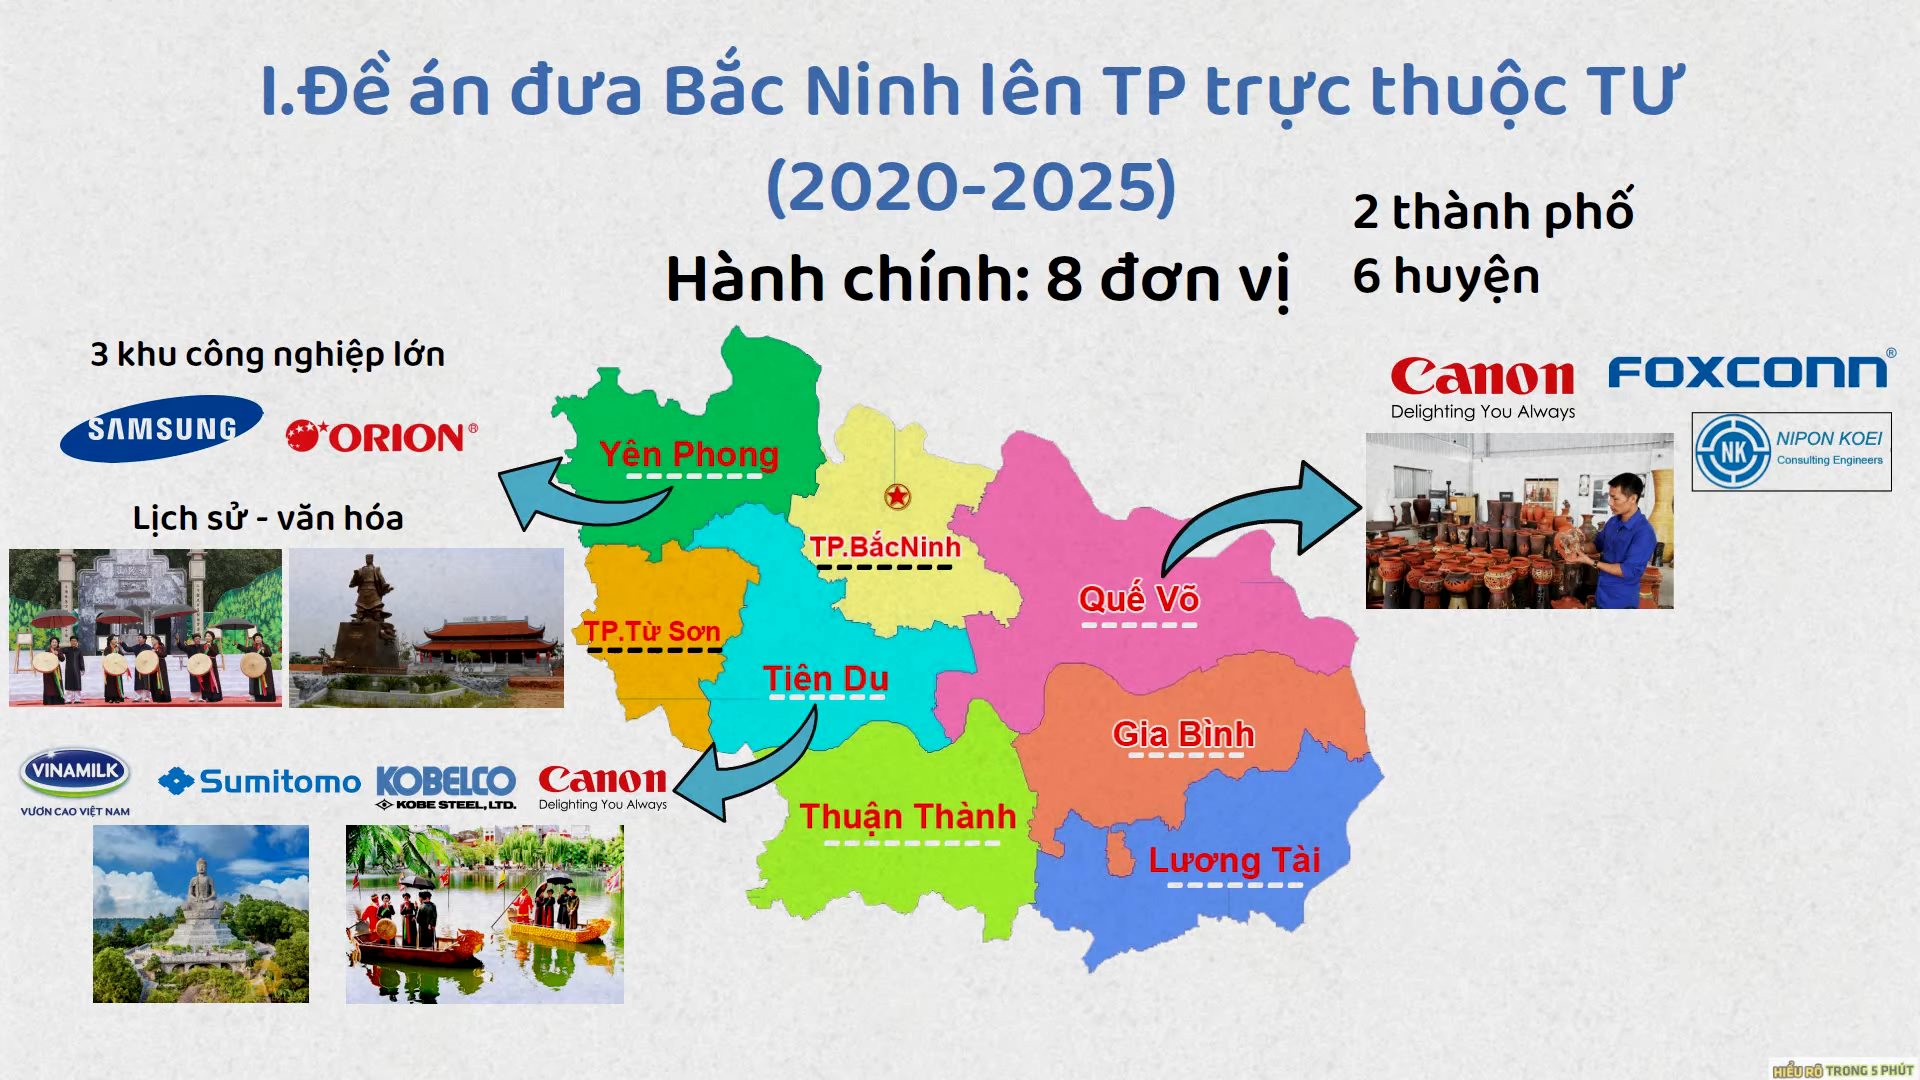 I.Đề án đưa Bắc Ninh lên TP trực thuộc TƯ
(2020-2025)
2 thành phố
Hành chính: 8 đơn vị
6 huyện
3 khu công nghiệp lớn
SAMSUNG
ORION®
Lịch sử - văn hóa
Canon
Delighting You Always
FOXCONN®
NK
NIPON KOEI
Consulting Engineers
Yên Phong
TP.BắcNinh
Quế Võ
TP.Từ Sơn
Tiên Du
Gia Bình
Thuận Thành
Lương Tài
VINAMILK
VƯƠN CAO VIỆT NAM
Sumitomo
KOBELCO
KOBE STEEL, LTD.
Canon
Delighting You Always
HIỂU RÕ TRONG 5 PHÚT